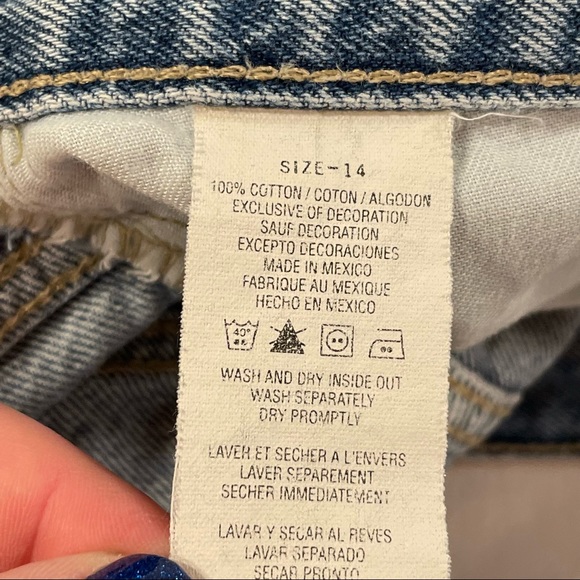 SIZE-14
100% COTTON / COTON / ALGODON
EXCLUSIVE OF DECORATION
SAUF DECORATION
EXCEPTO DECORACIONES
MADE IN MEXICO
FABRIQUE AU MEXIQUE
HECHO EN MEXICO
40°
WASH AND DRY INSIDE OUT
WASH SEPARATELY
DRY PROMPTLY
LAVER ET SECHER A L'ENVERS
LAVER SEPAREMENT
SECHER IMMEDIATEMENT
LAVAR Y SECAR AL REVES
LAVAR SEPARADO
SECAR PRONTO